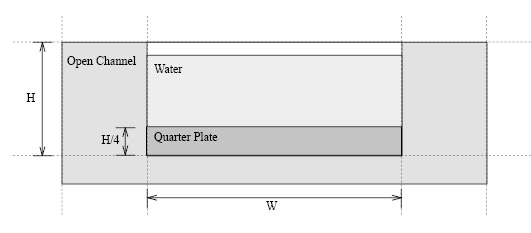 Open Channel
Water
H
H/4
Quarter Plate
W